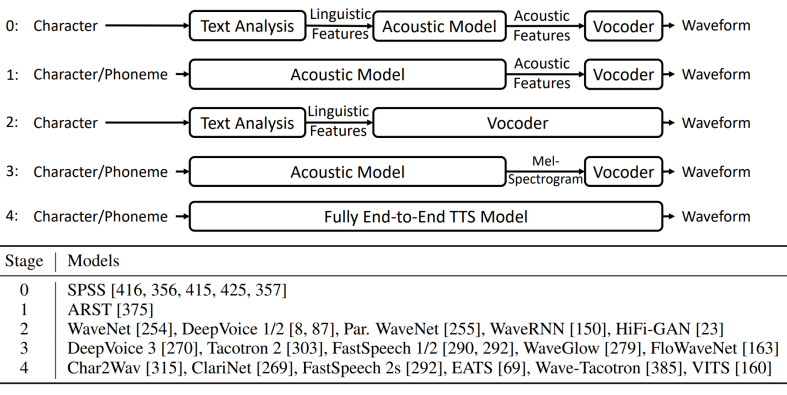 0: Character Text Analysis Linguistic Features Acoustic Model Acoustic Features Vocoder Waveform
1: Character/Phoneme Acoustic Model Acoustic Features Vocoder Waveform
2: Character Text Analysis Linguistic Features Vocoder Waveform
3: Character/Phoneme Acoustic Model Mel-Spectrogram Vocoder Waveform
4: Character/Phoneme Fully End-to-End TTS Model Waveform
Stage Models
0 SPSS [416, 356, 415, 425, 357]
1 ARST [375]
2 WaveNet [254], DeepVoice 1/2 [8, 87], Par. WaveNet [255], WaveRNN [150], HiFi-GAN [23]
3 DeepVoice 3 [270], Tacotron 2 [303], FastSpeech 1/2 [290, 292], WaveGlow [279], FloWaveNet [163]
4 Char2Wav [315], ClariNet [269], FastSpeech 2s [292], EATS [69], Wave-Tacotron [385], VITS [160]